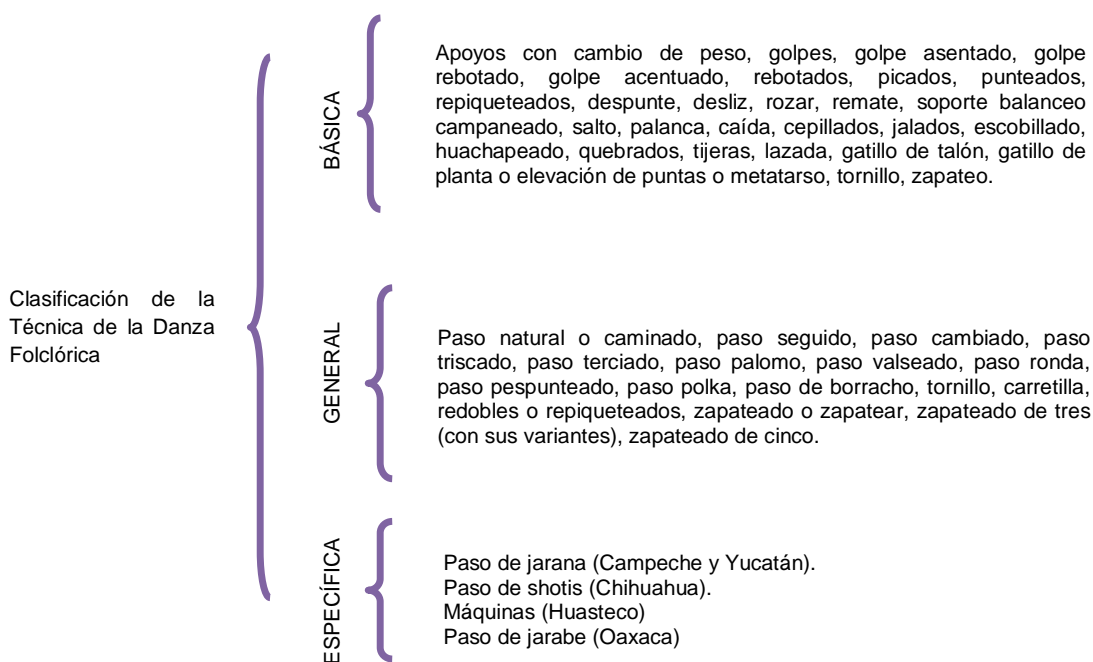 Clasificación de la
Técnica de la Danza
Folclórica
BÁSICA
Apoyos con cambio de peso, golpes, golpe asentado, golpe
rebotado, golpe acentuado, rebotados, picados, punteados,
repiqueteados, despunte, desliz, rozar, remate, soporte balanceo
campaneado, salto, palanca, caída, cepillados, jalados, escobillado,
huachapeado, quebrados, tijeras, lazada, gatillo de talón, gatillo de
planta o elevación de puntas o metatarso, tornillo, zapateo.
GENERAL
Paso natural o caminado, paso seguido, paso cambiado, paso
triscado, paso terciado, paso palomo, paso valseado, paso ronda,
paso pespunteado, paso polka, paso de borracho, tornillo, carretilla,
redobles o repiqueteados, zapateado o zapatear, zapateado de tres
(con sus variantes), zapateado de cinco.
ESPECÍFICA
Paso de jarana (Campeche y Yucatán).
Paso de shotis (Chihuahua).
Máquinas (Huasteco)
Paso de jarabe (Oaxaca)